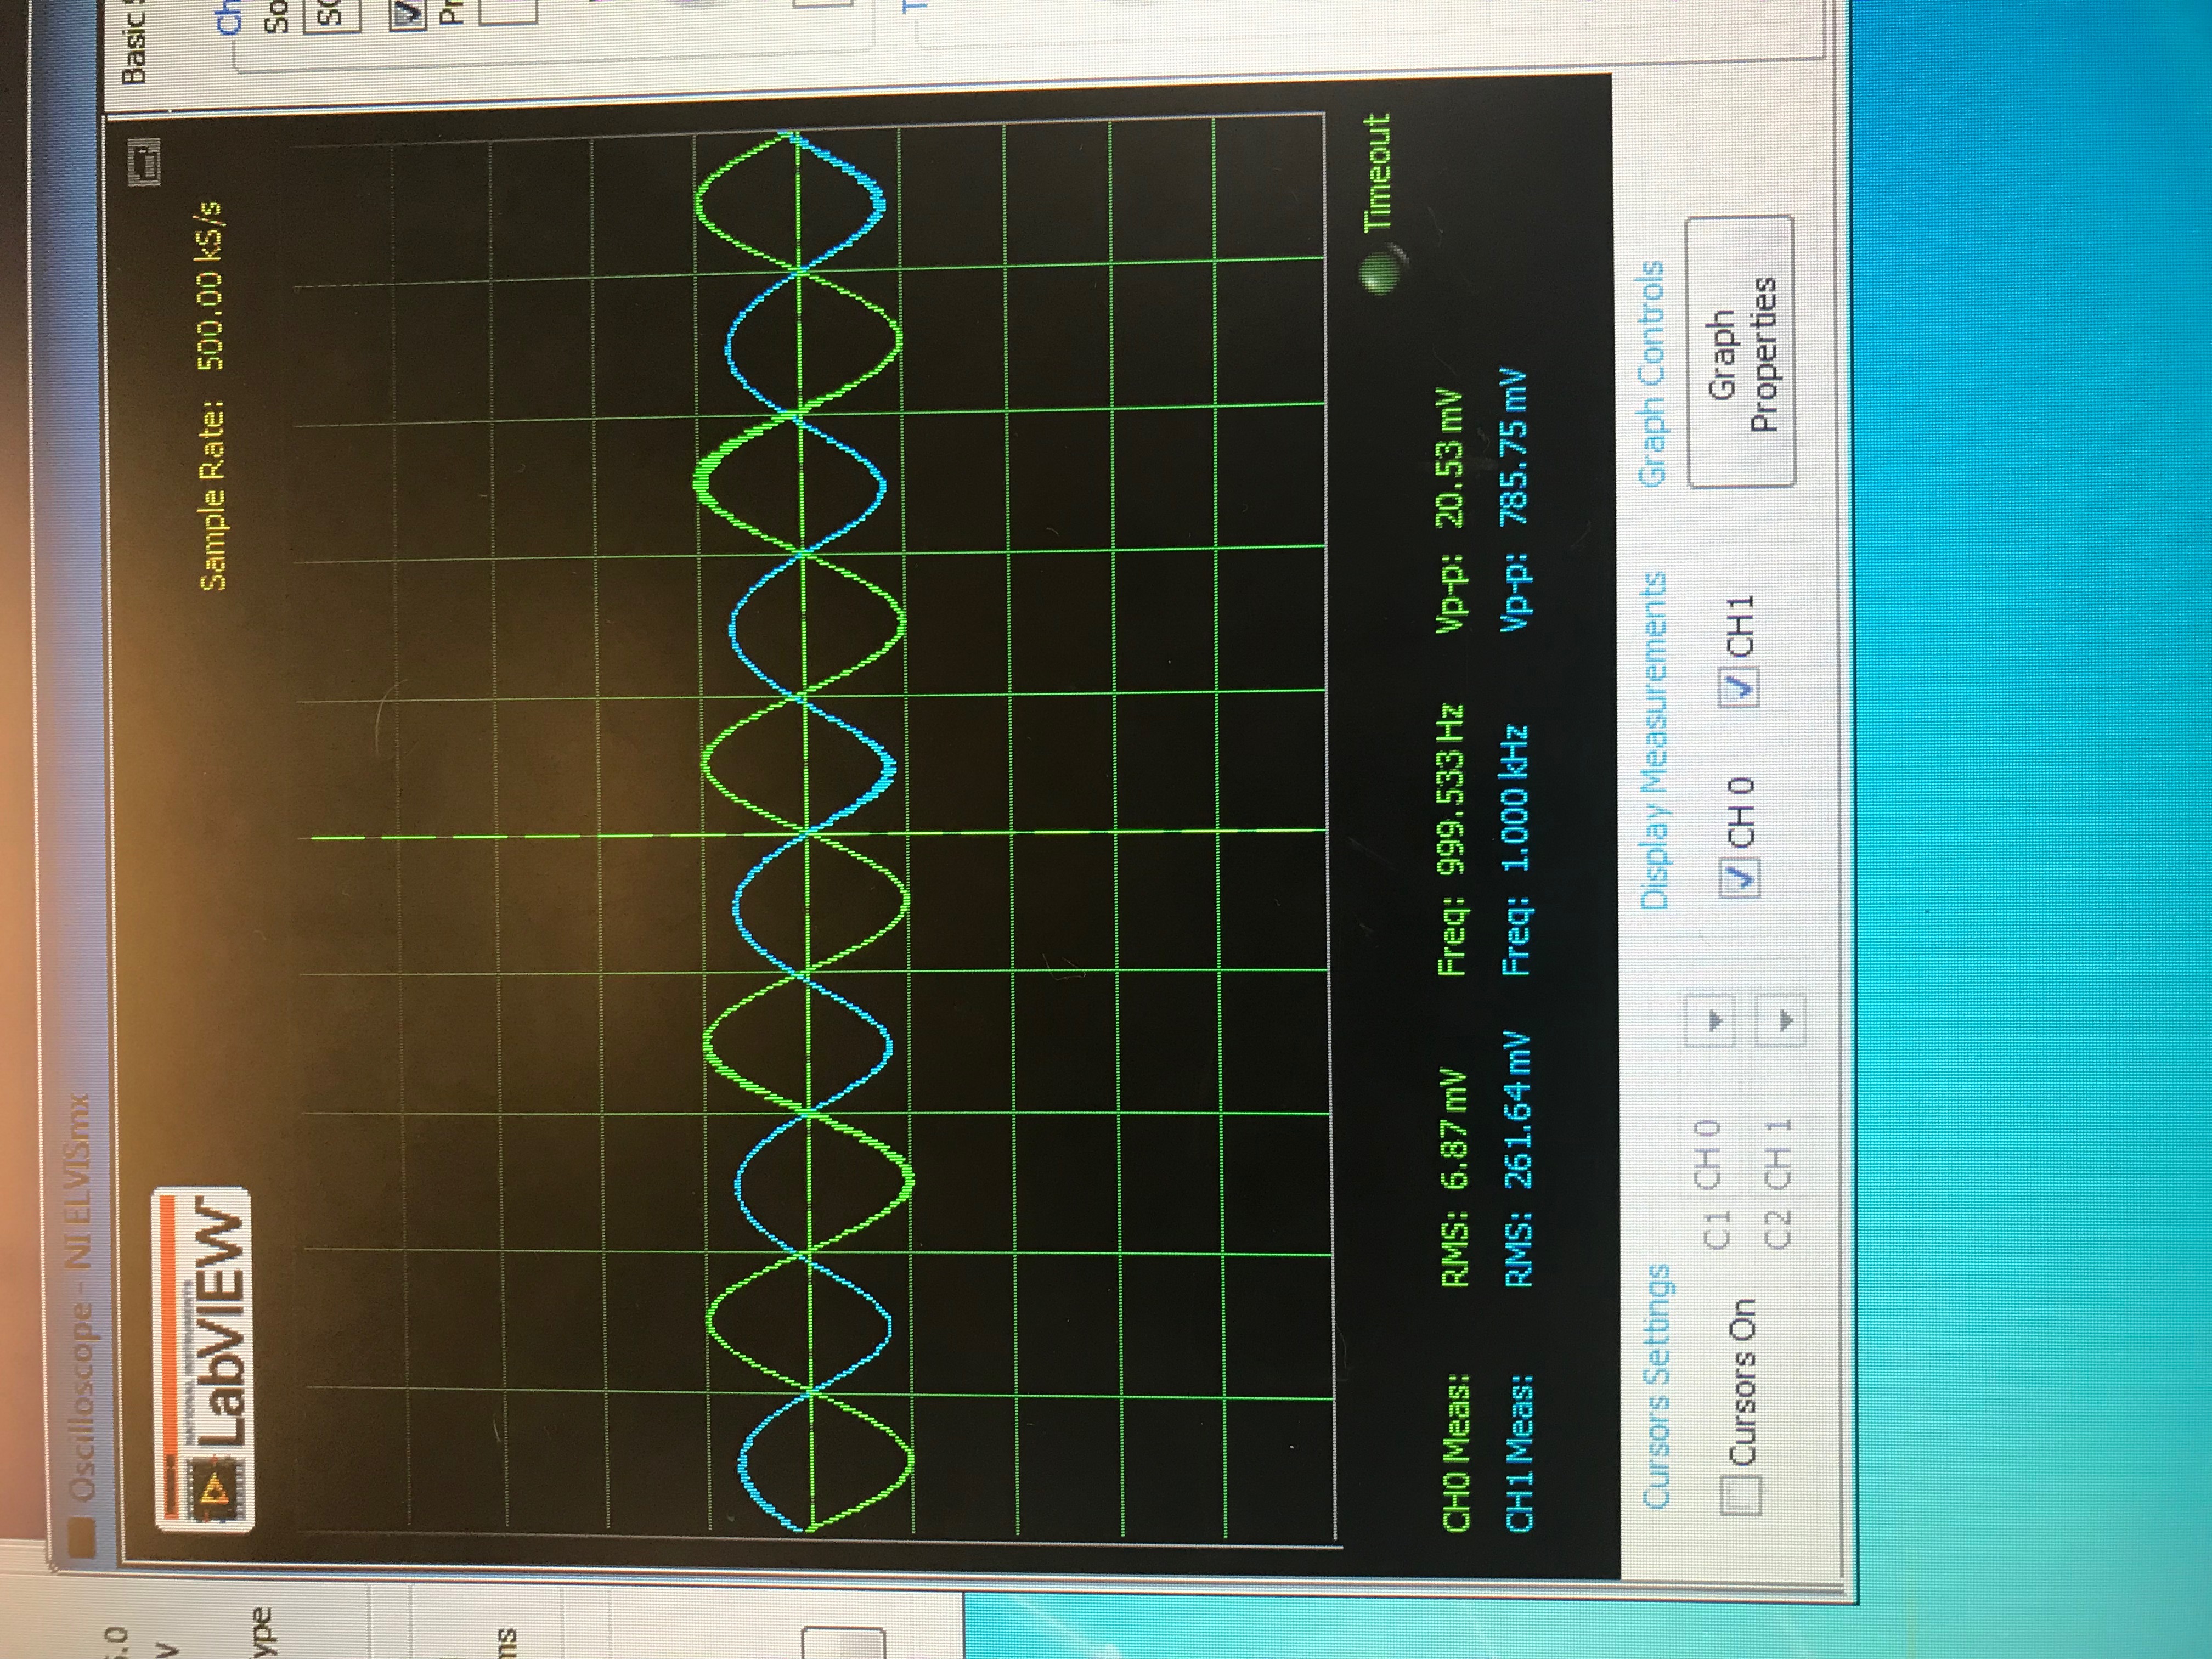 Oscilloscope - NI ELVISmx
.0
V
ype
ms
NATIONAL INSTRUMENTS
LabVIEW
Sample Rate: 500.00 kS/s
Basic S
Ch
So
SC
Pr
T
Timeout
CH0 Meas: RMS: 6.87 mV Freq: 999.533 Hz Vp-p: 20.53 mV
CH1 Meas: RMS: 261.64 mV Freq: 1.000 kHz Vp-p: 785.75 mV
Cursors Settings
Display Measurements
Graph Controls
Cursors On
C1 CH 0
C2 CH 1
CH 0
CH1
Graph
Properties